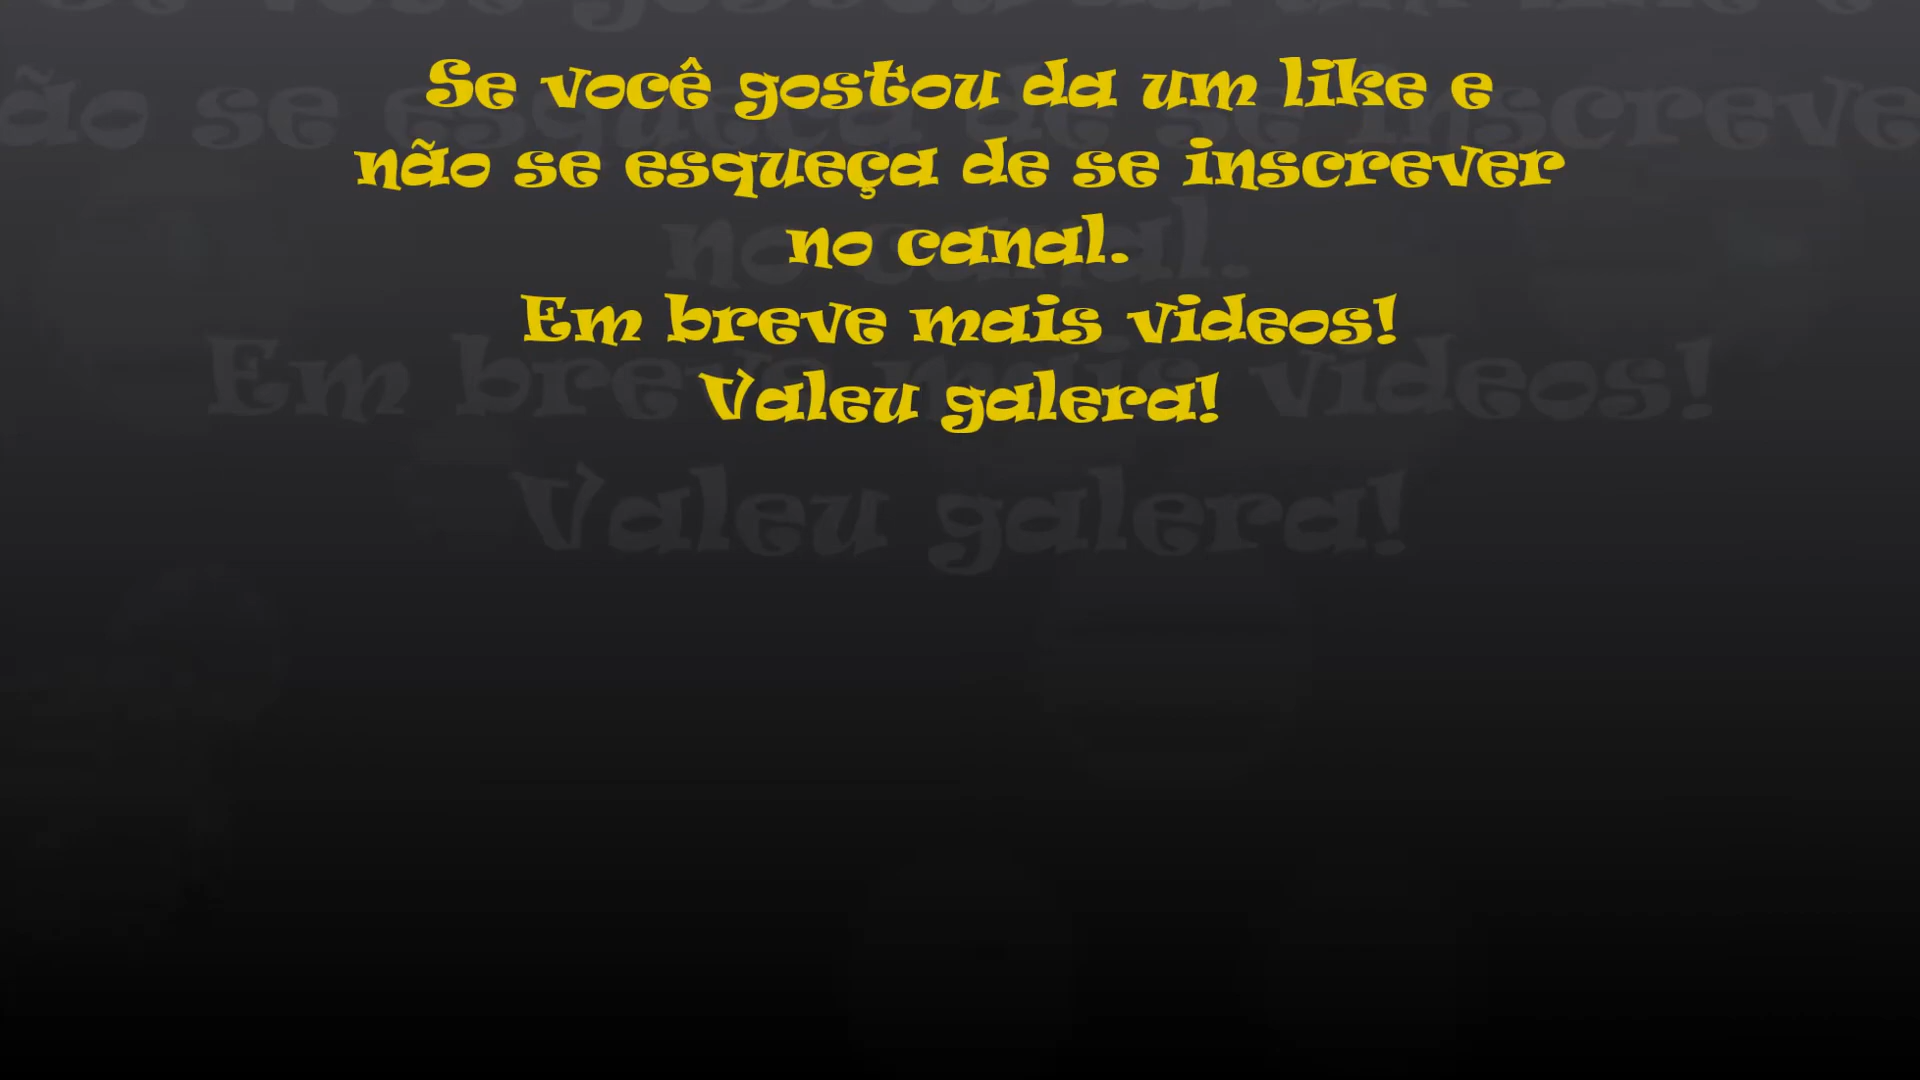 Se você gostou da um like e
não se esqueça de se inscrever
no canal.
Em breve mais videos!
Valeu galera!